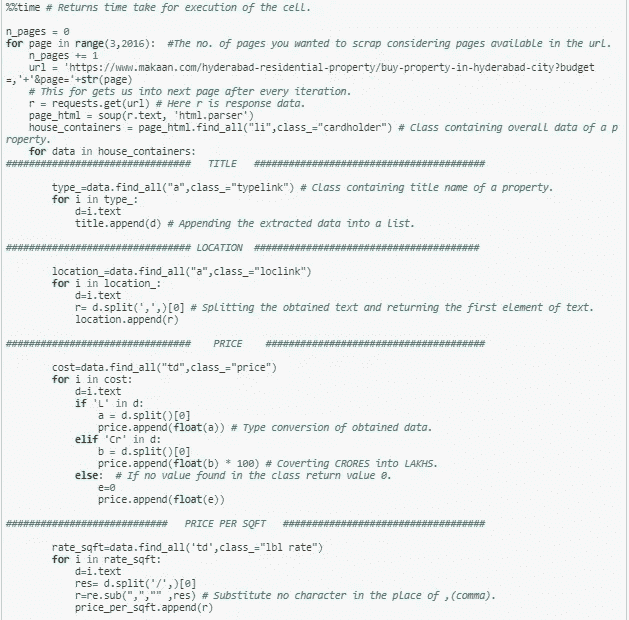 %%time # Returns time take for execution of the cell.
n_pages = 0
for page in range(3,2016):  #The no. of pages you wanted to scrap considering pages available in the url.
    n_pages += 1
    url = 'https://www.makaan.com/hyderabad-residential-property/buy-property-in-hyderabad-city?budget
=,'+'&page='+str(page)
    # This for gets us into next page after every iteration.
    r = requests.get(url) # Here r is response data.
    page_html = soup(r.text, 'html.parser')
    house_containers = page_html.find_all("li",class_="cardholder") # Class containing overall data of a p
roperty.
    for data in house_containers:
################################   TITLE   ########################################
        type_=data.find_all("a",class_="typelink") # Class containing title name of a property.
        for i in type_:
            d=i.text
            title.append(d) # Appending the extracted data into a list.
################################ LOCATION  #######################################
        location_=data.find_all("a",class_="loclink")
        for i in location_:
            d=i.text
            r= d.split(',',)[0] # Splitting the obtained text and returning the first element of text.
            location.append(r)
################################    PRICE    ######################################
        cost=data.find_all("td",class_="price")
        for i in cost:
            d=i.text
            if 'L' in d:
                a = d.split()[0]
                price.append(float(a)) # Type conversion of obtained data.
            elif 'Cr' in d:
                b = d.split()[0]
                price.append(float(b) * 100) # Coverting CRORES into LAKHS.
            else:  # If no value found in the class return value 0.
                e=0
                price.append(float(e))
############################   PRICE PER SQFT   ###################################
        rate_sqft=data.find_all('td',class_="lbl rate")
        for i in rate_sqft:
            d=i.text
            res= d.split('/',)[0]
            r=re.sub(",","" ,res) # Substitute no character in the place of ,(comma).
            price_per_sqft.append(r)